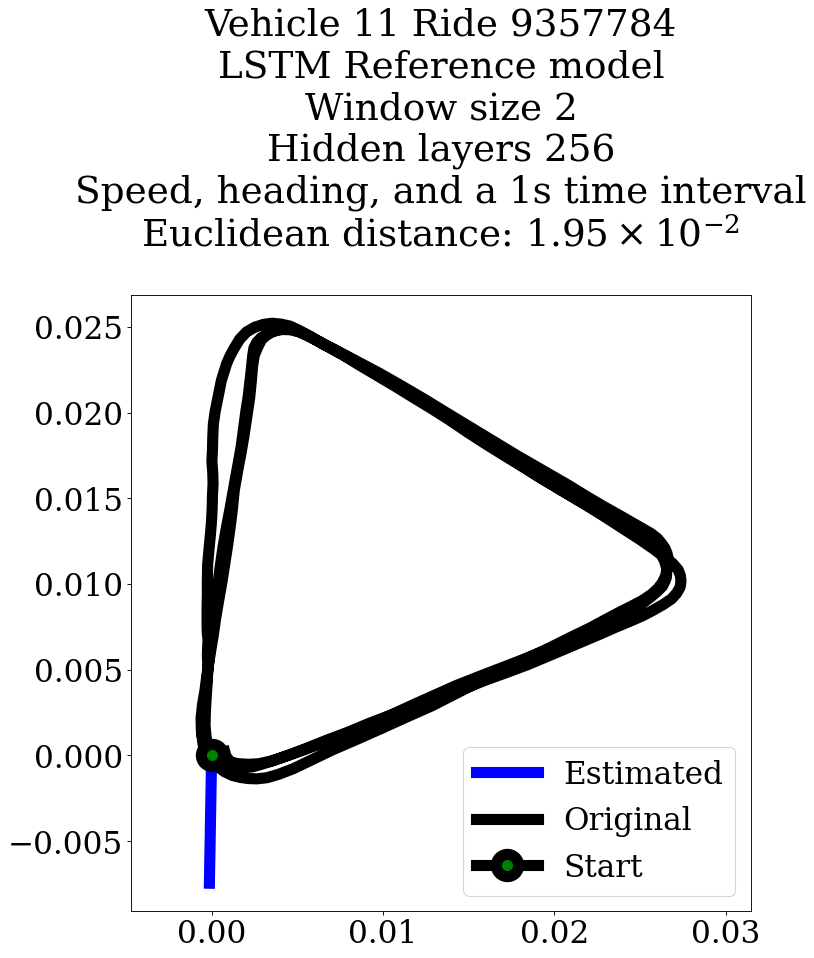 Vehicle 11 Ride 9357784
LSTM Reference model
Window size 2
Hidden layers 256
Speed, heading, and a 1s time interval
Euclidean distance: 1.95 × 10⁻²
0.025
0.020
0.015
0.010
0.005
0.000
−0.005
Estimated
Original
Start
0.00 0.01 0.02 0.03